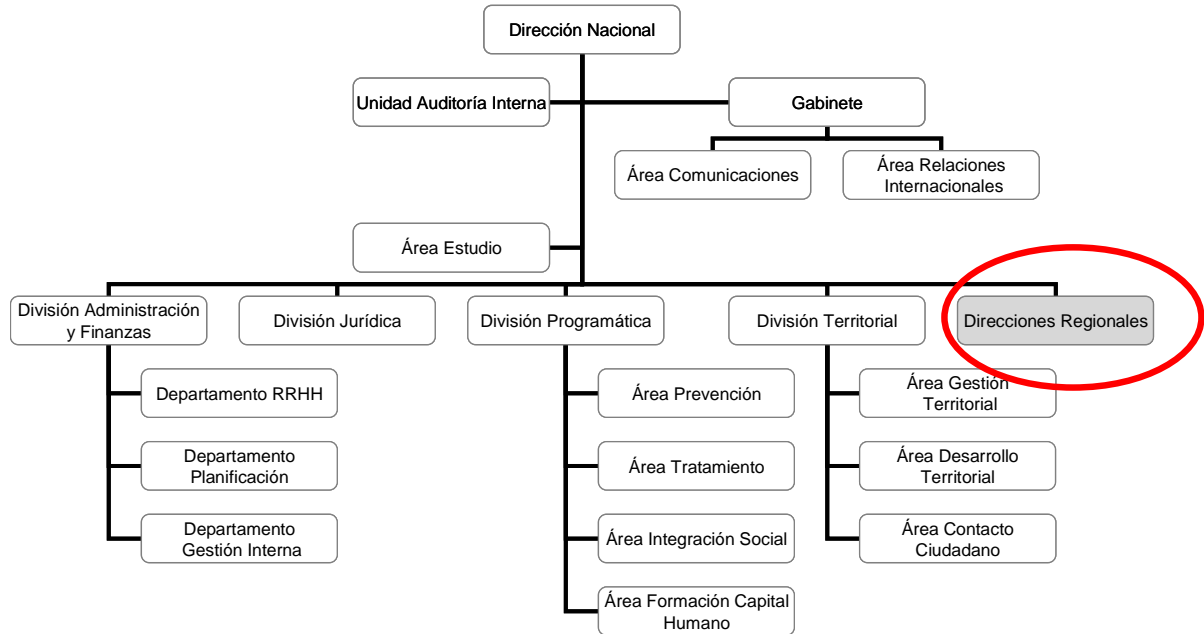 Dirección Nacional
Unidad Auditoría Interna
Gabinete
Área Comunicaciones
Área Relaciones
Internacionales
Área Estudio
División Administración
y Finanzas
División Jurídica
División Programática
División Territorial
Direcciones Regionales
Departamento RRHH
Departamento
Planificación
Departamento
Gestión Interna
Área Prevención
Área Tratamiento
Área Integración Social
Área Formación Capital
Humano
Área Gestión
Territorial
Área Desarrollo
Territorial
Área Contacto
Ciudadano